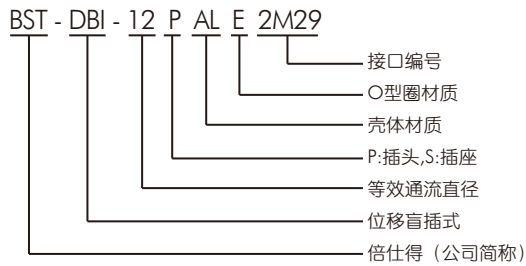 BST - DBI - 12 P AL E 2M29
接口编号
O型圈材质
壳体材质
P:插头,S:插座
等效通流直径
位移盲插式
倍仕得（公司简称）